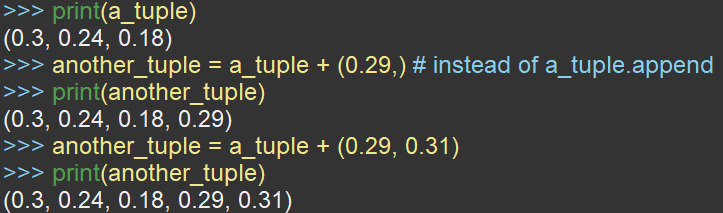 >>> print(a_tuple)
(0.3, 0.24, 0.18)
>>> another_tuple = a_tuple + (0.29,) # instead of a_tuple.append
>>> print(another_tuple)
(0.3, 0.24, 0.18, 0.29)
>>> another_tuple = a_tuple + (0.29, 0.31)
>>> print(another_tuple)
(0.3, 0.24, 0.18, 0.29, 0.31)